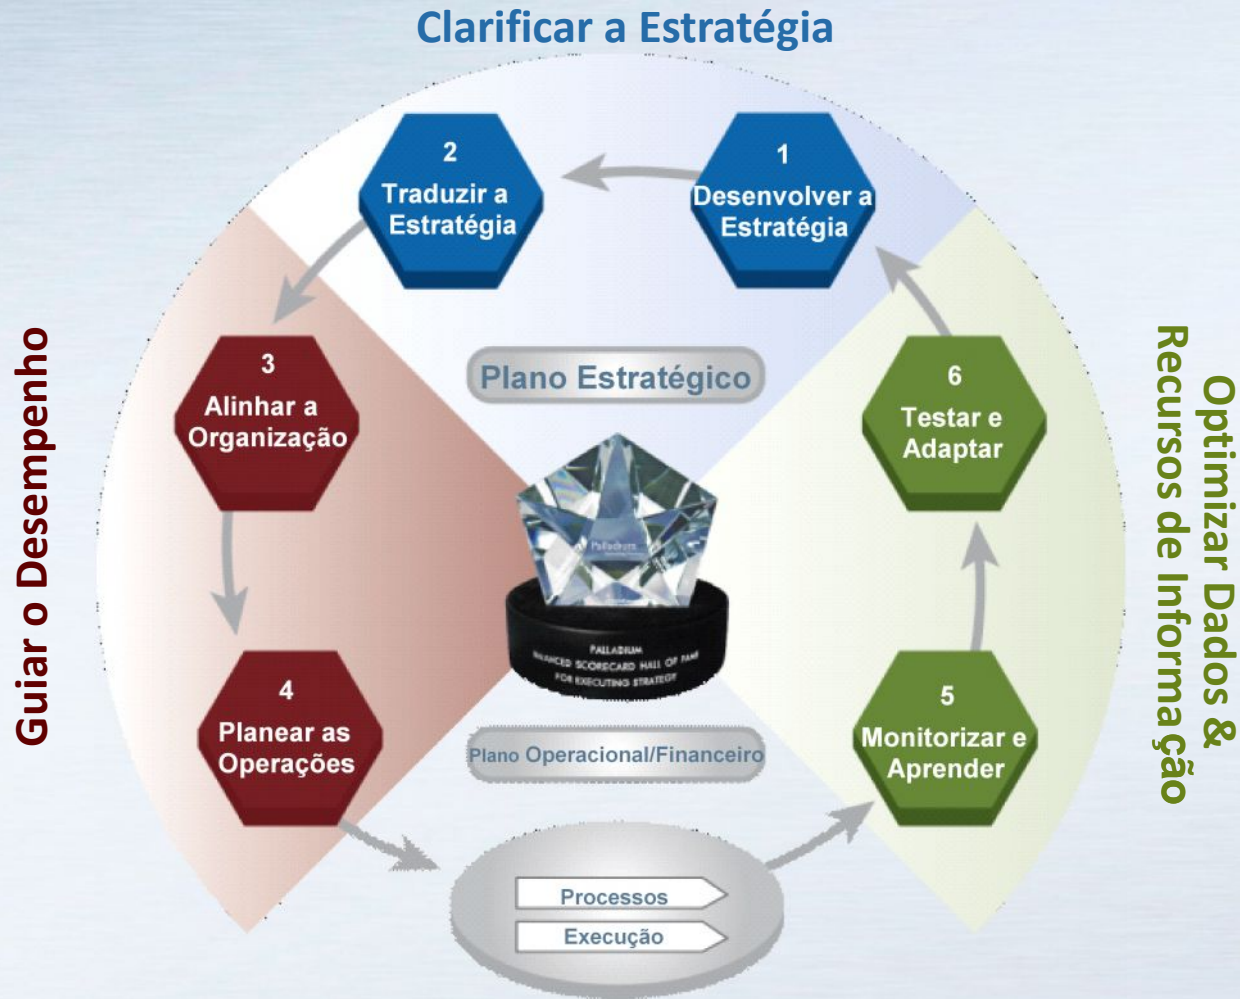 Clarificar a Estratégia
1
Desenvolver a
Estratégia
2
Traduzir a
Estratégia
Guiar o Desempenho
3
Alinhar a
Organização
4
Planear as
Operações
Plano Estratégico
Palladium
PALLADIUM
BALANCED SCORECARD HALL OF FAME
FOR EXECUTING STRATEGY
Plano Operacional/Financeiro
Processos
Execução
5
Monitorizar e
Aprender
6
Testar e
Adaptar
Optimizar Dados &
Recursos de Informação